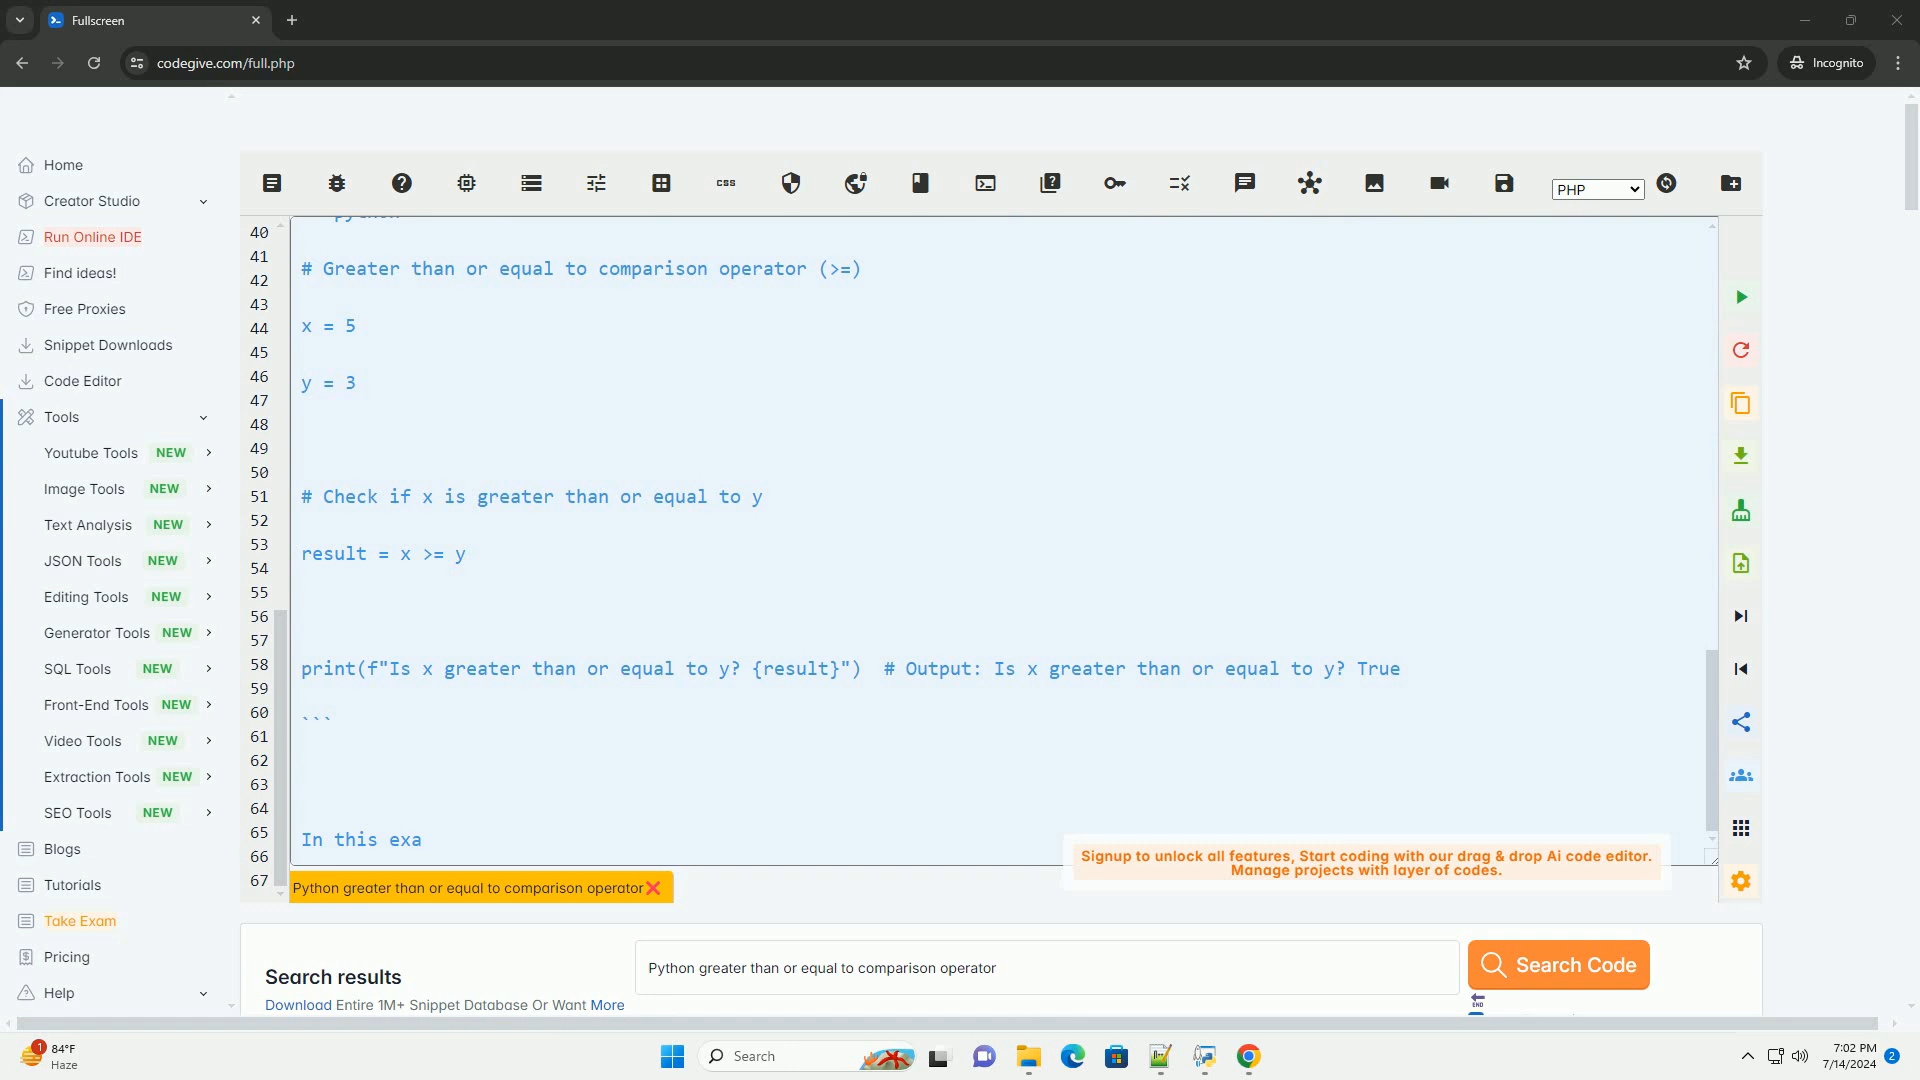 Fullscreen
codegive.com/full.php
Incognito
Home
Creator Studio
Run Online IDE
Find ideas!
Free Proxies
Snippet Downloads
Code Editor
Tools
Youtube Tools NEW
Image Tools NEW
Text Analysis NEW
JSON Tools NEW
Editing Tools NEW
Generator Tools NEW
SQL Tools NEW
Front-End Tools NEW
Video Tools NEW
Extraction Tools NEW
SEO Tools NEW
Blogs
Tutorials
Take Exam
Pricing
Help
css
PHP
40
41
42
43
44
45
46
47
48
49
50
51
52
53
54
55
56
57
58
59
60
61
62
63
64
65
66
67
python
# Greater than or equal to comparison operator (>=)
x = 5
y = 3
# Check if x is greater than or equal to y
result = x >= y
print(f"Is x greater than or equal to y? {result}")  # Output: Is x greater than or equal to y? True
```
In this exa
Signup to unlock all features, Start coding with our drag & drop Ai code editor.
Manage projects with layer of codes.
Python greater than or equal to comparison operator
Search results
Download Entire 1M+ Snippet Database Or Want More
Python greater than or equal to comparison operator
Search Code
END
1
84°F
Haze
Search
7:02 PM
7/14/2024
2